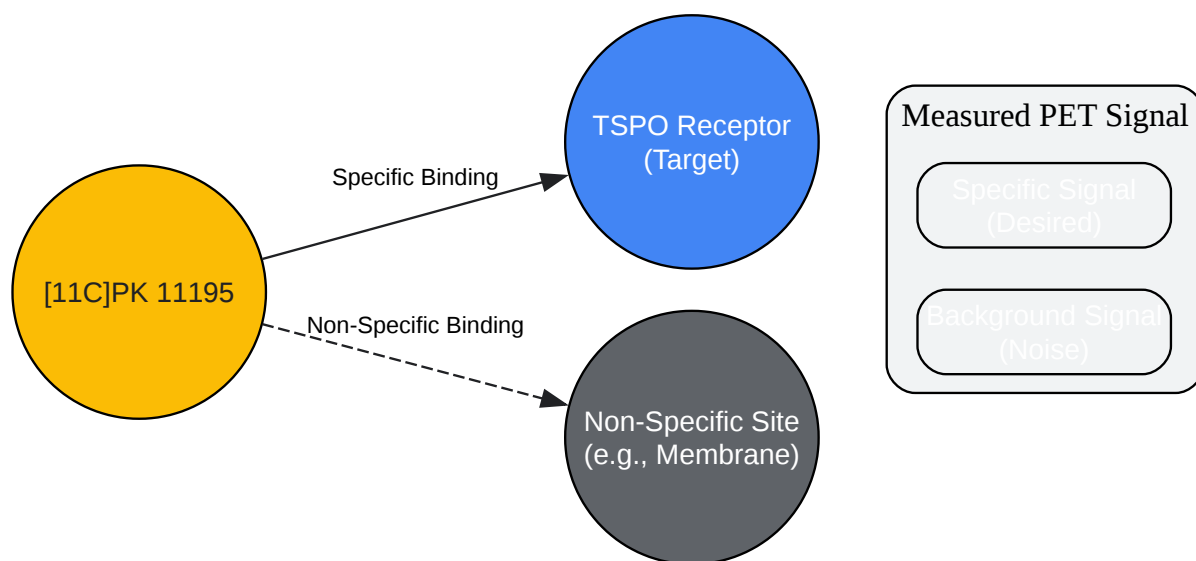 [11C]PK 11195
Specific Binding
Non-Specific Binding
TSPO Receptor
(Target)
Non-Specific Site
(e.g., Membrane)
Measured PET Signal
Specific Signal
(Desired)
Background Signal
(Noise)